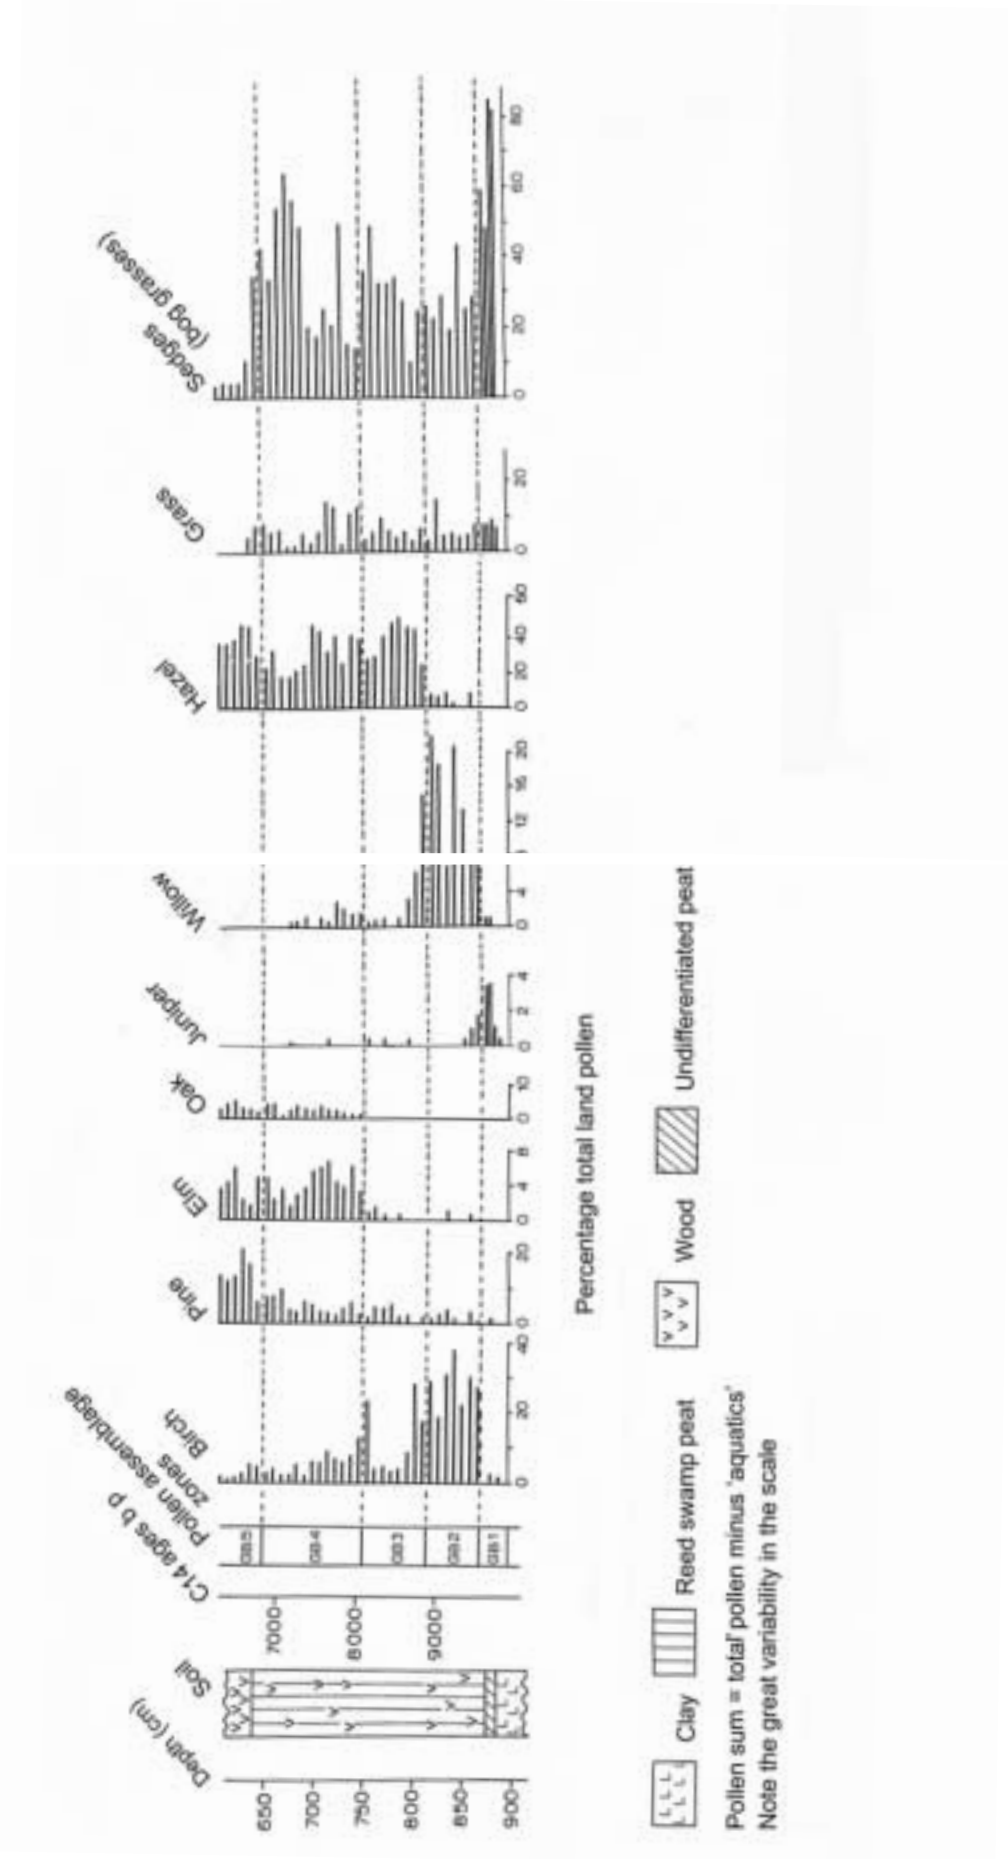 Depth (cm)
Soil
C14 ages b p
Pollen assemblage
zones
Birch
Pine
Elm
Oak
Juniper
Willow
Hazel
Grass
Sedges
(bog grasses)
650
700
750
800
850
900
7000
8000
9000
GB5
GB4
GB3
GB2
GB1
0 20 40
0 20
0 4 8
0 10
0 2 4
0 4 12 16 20
0 20 40 60
0 20
0 20 40 60 80
Percentage total land pollen
Clay
Reed swamp peat
Wood
Undifferentiated peat
Pollen sum = total pollen minus 'aquatics'
Note the great variability in the scale